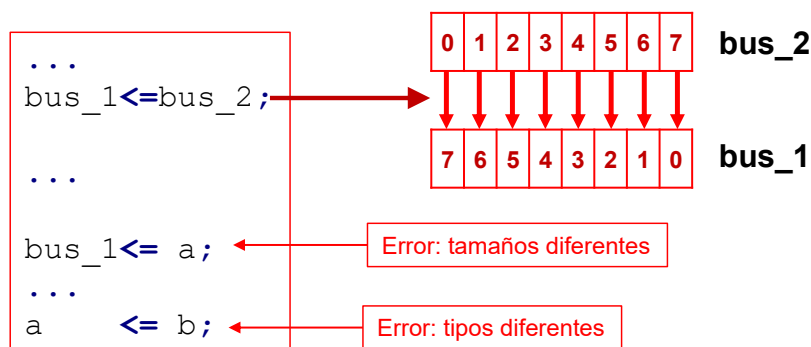 ...
bus_1<=bus_2;
...
bus_1<= a;
...
a <= b;
0 1 2 3 4 5 6 7
bus_2
7 6 5 4 3 2 1 0
bus_1
Error: tamaños diferentes
Error: tipos diferentes